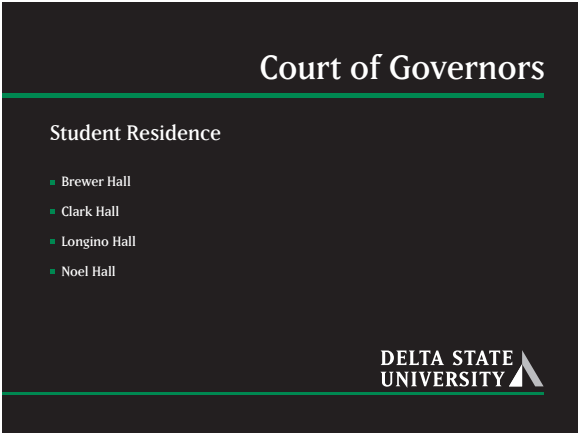 Court of Governors
Student Residence
Brewer Hall
Clark Hall
Longino Hall
Noel Hall
DELTA STATE
UNIVERSITY